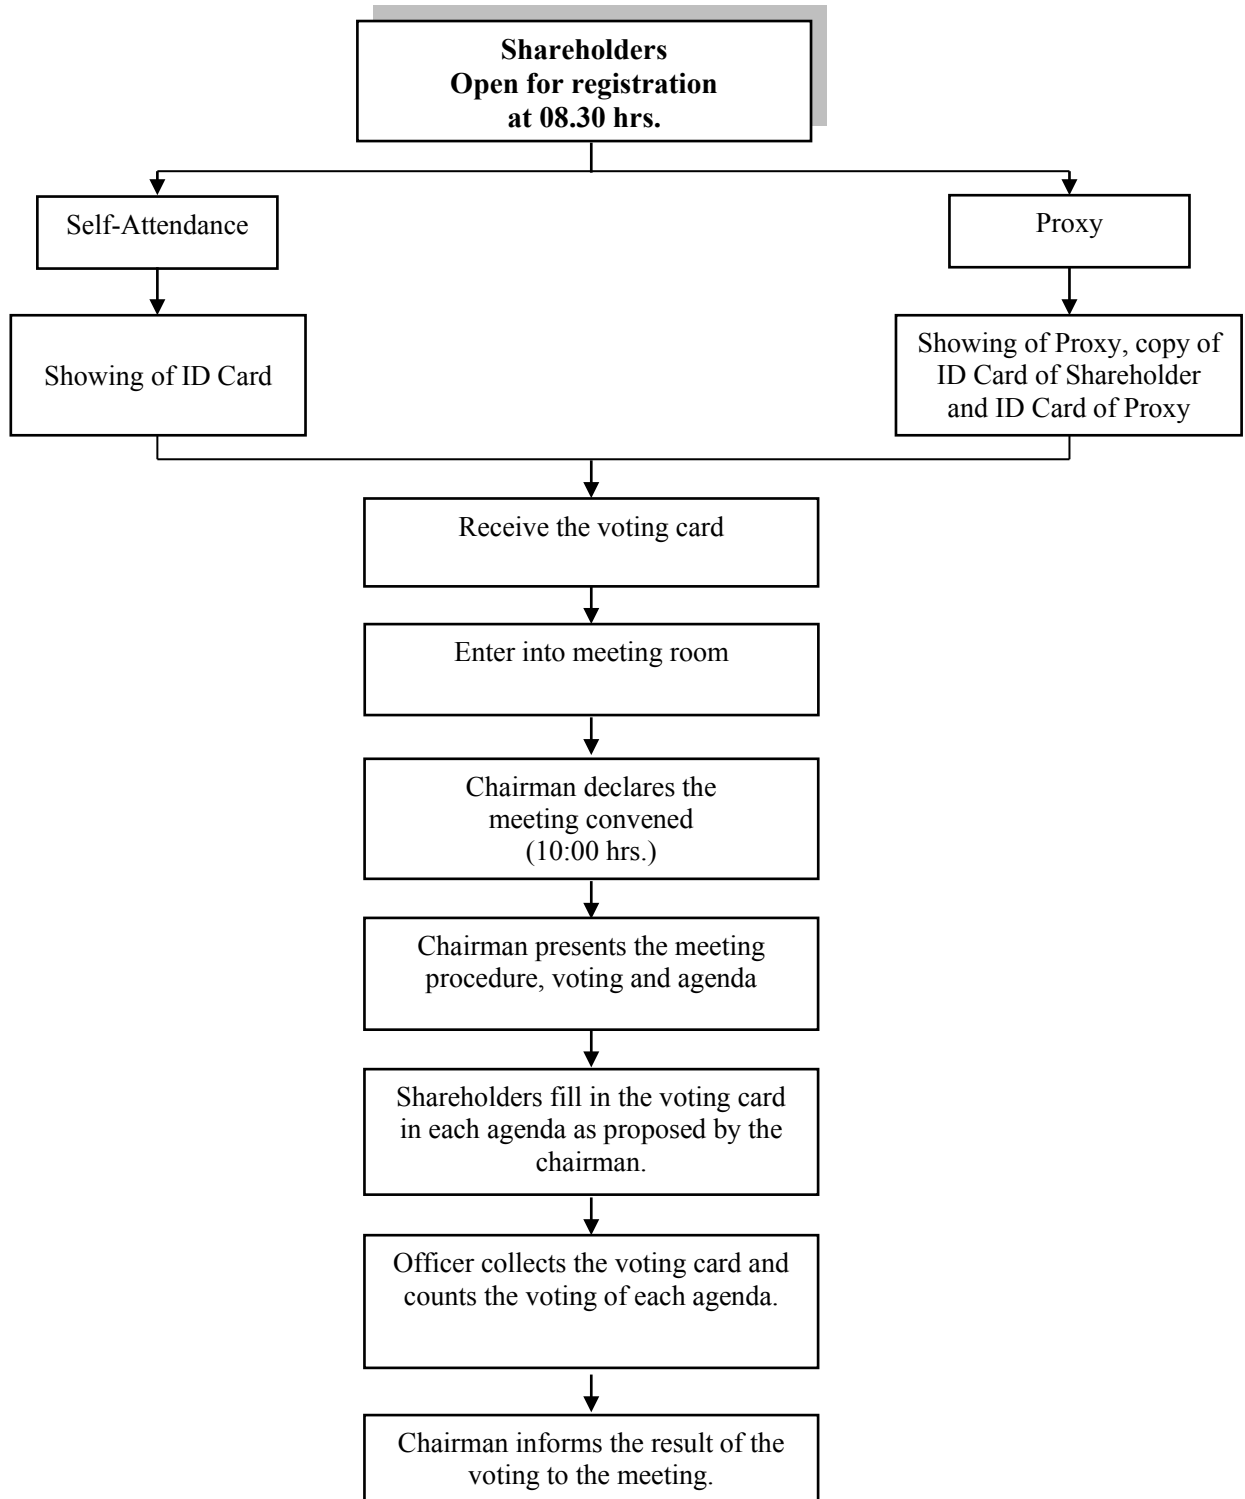 Shareholders
Open for registration
at 08.30 hrs.
Self-Attendance
Proxy
Showing of ID Card
Showing of Proxy, copy of
ID Card of Shareholder
and ID Card of Proxy
Receive the voting card
Enter into meeting room
Chairman declares the
meeting convened
(10:00 hrs.)
Chairman presents the meeting
procedure, voting and agenda
Shareholders fill in the voting card
in each agenda as proposed by the
chairman.
Officer collects the voting card and
counts the voting of each agenda.
Chairman informs the result of the
voting to the meeting.